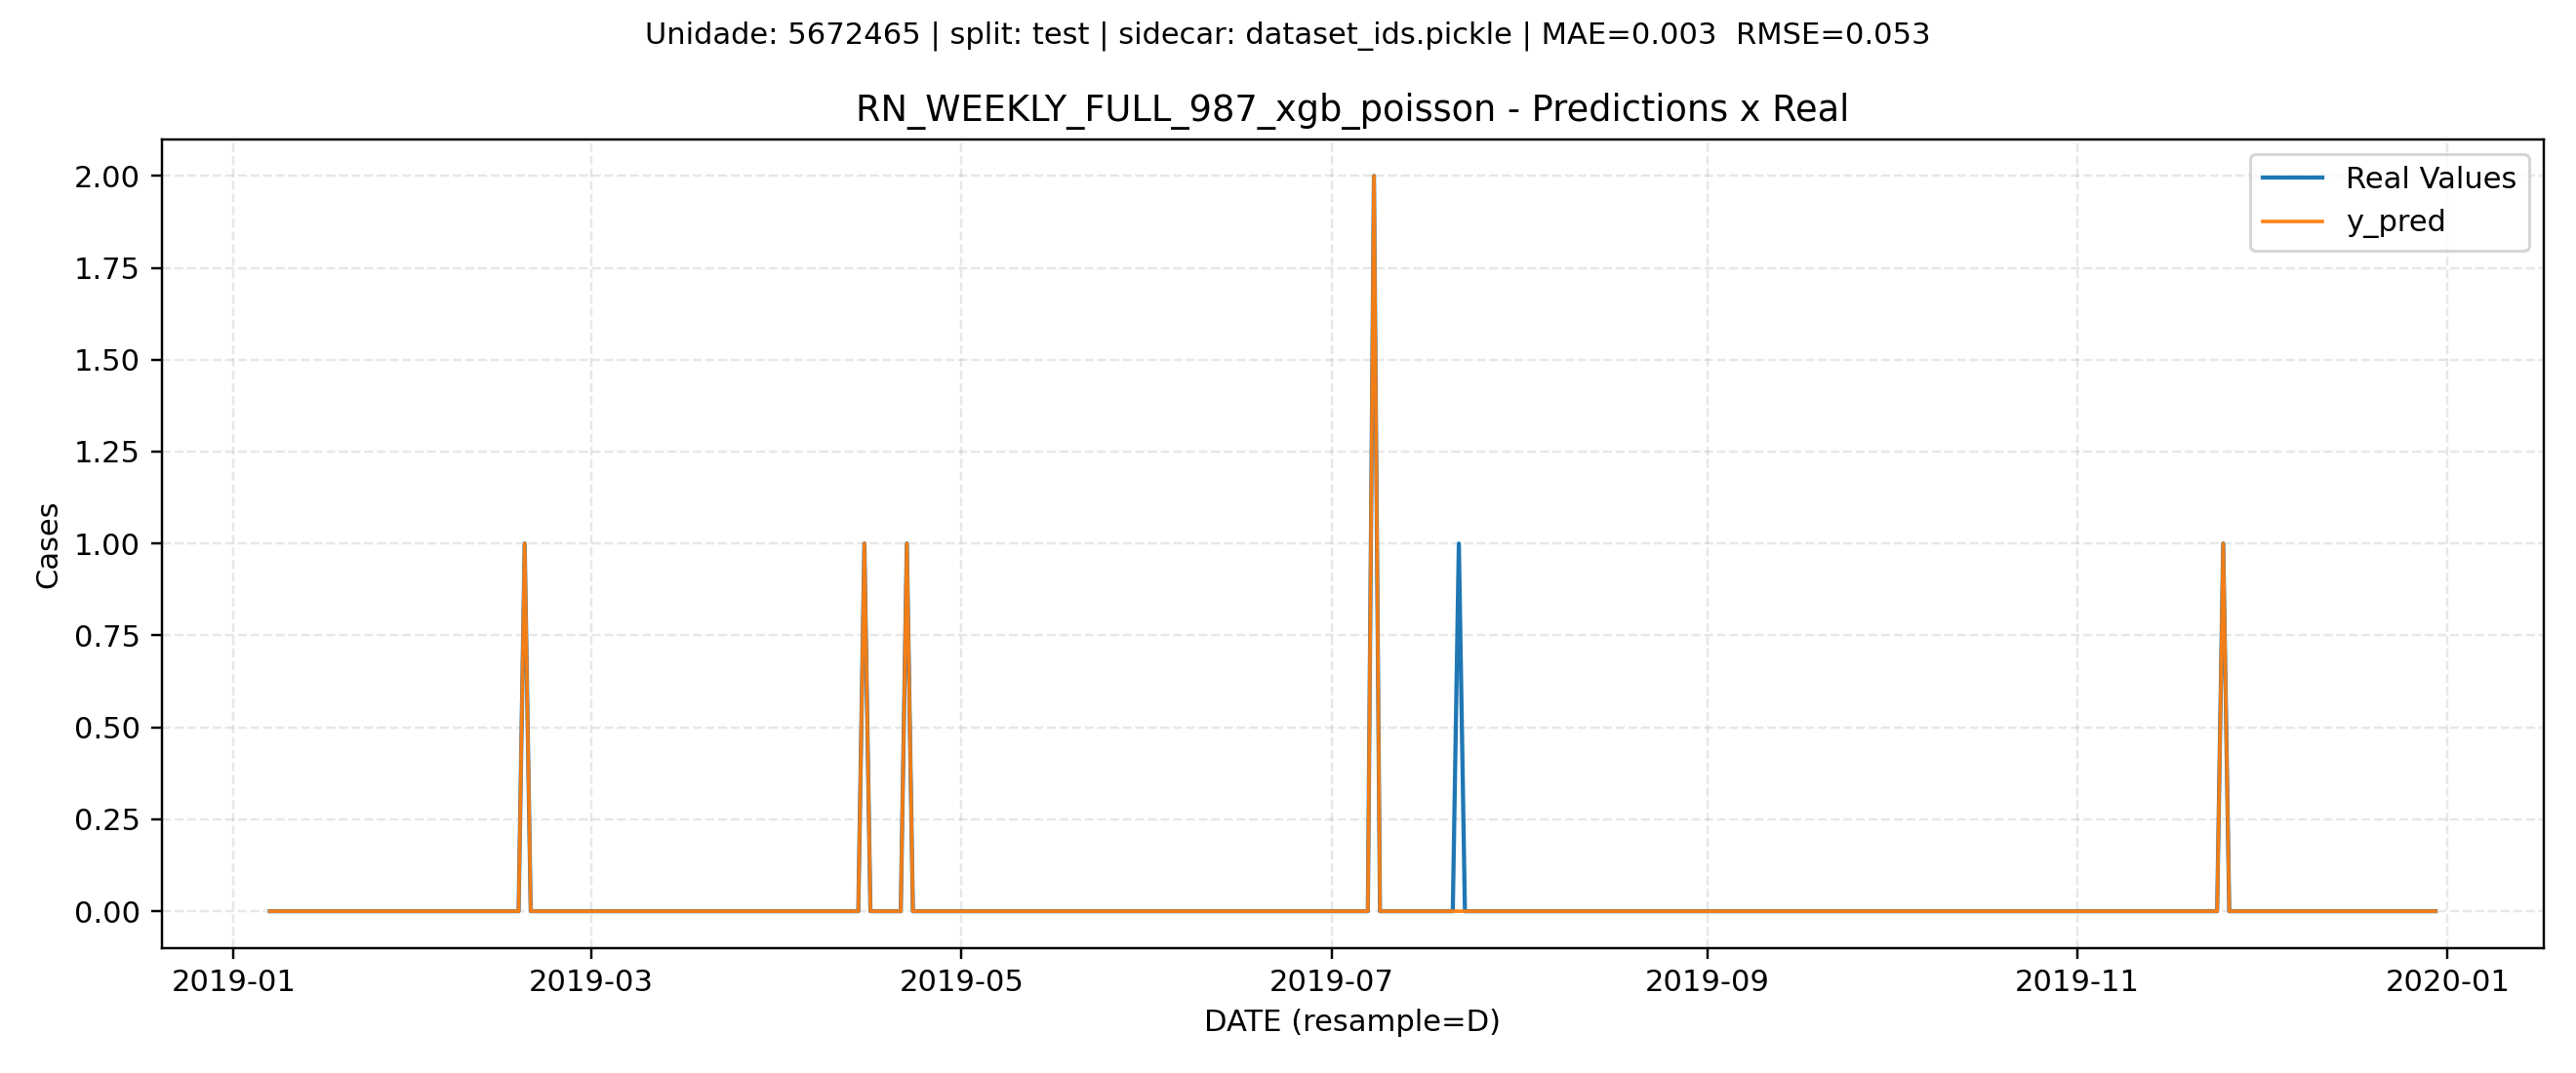 Unidade: 5672465 | split: test | sidecar: dataset_ids.pickle | MAE=0.003  RMSE=0.053
RN_WEEKLY_FULL_987_xgb_poisson - Predictions x Real
Real Values
y_pred
2.00
1.75
1.50
1.25
1.00
0.75
0.50
0.25
0.00
Cases
2019-01
2019-03
2019-05
2019-07
2019-09
2019-11
2020-01
DATE (resample=D)